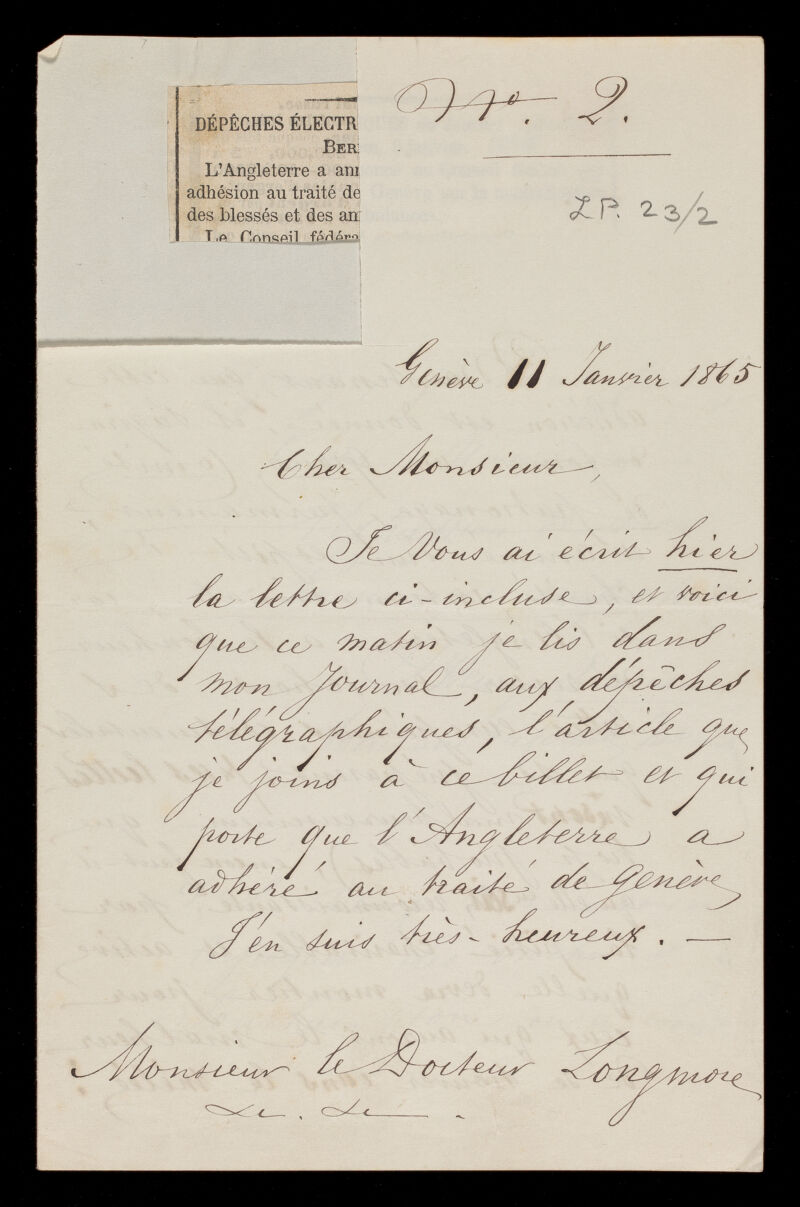 No. 2.
LP. 23/2
DÉPÊCHES ÉLECTR
BER
L'Angleterre a an
adhésion au traité de
des blessés et des an
Le Conseil fédéra
Genève 11 Janvier 1865
Cher Monsieur,
Je Vous ai écrit hier
la lettre ci-incluse, et voici
que ce matin je lis dans
mon Journal, aux dépêches
télégraphiques, l'article que
je joins à ce billet et qui
porte que l'Angleterre a
adhéré au traité de Genève,
J'en suis très-heureux. —
Monsieur le Docteur Longmore